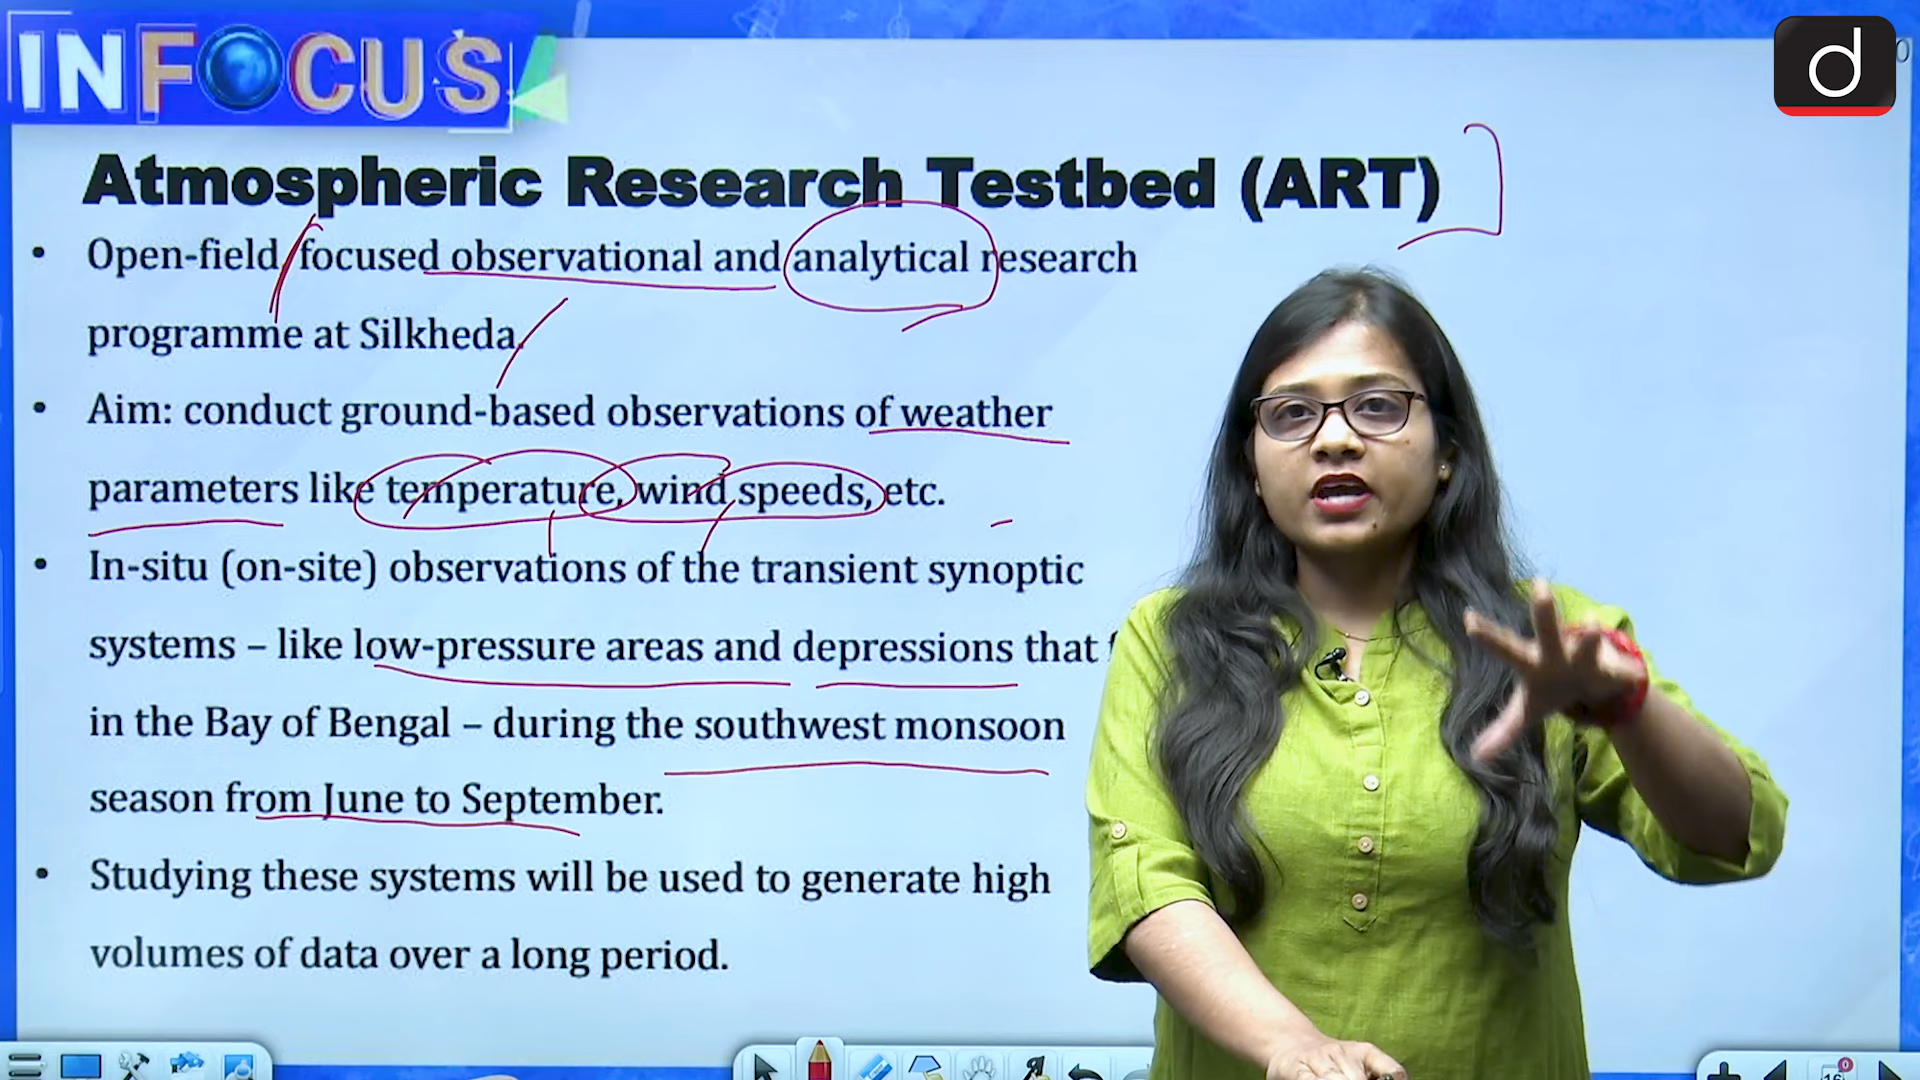 INFOCUS
d
Atmospheric Research Testbed (ART)
• Open-field, focused observational and analytical research
programme at Silkheda.
• Aim: conduct ground-based observations of weather
parameters like temperature, wind speeds, etc.
• In-situ (on-site) observations of the transient synoptic
systems – like low-pressure areas and depressions that
in the Bay of Bengal – during the southwest monsoon
season from June to September.
• Studying these systems will be used to generate high
volumes of data over a long period.